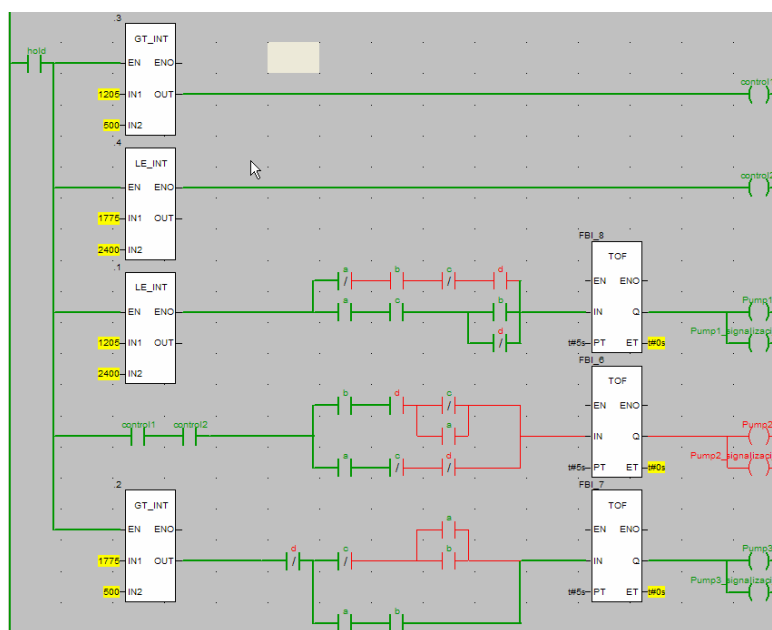 .3
GT_INT
hold
EN ENO
control1
1205 IN1 OUT
500 IN2
.4
LE_INT
control2
EN ENO
1775 IN1 OUT
2400 IN2
.1
FBI_8
LE_INT
TOF
a b c d
EN ENO
EN ENO
a c b
IN Q
Pump1
Pump1_signalizaci
1205 IN1 OUT
d
t#5s PT ET t#0s
2400 IN2
FBI_6
TOF
b d c
EN ENO
control1 control2
a
IN Q
Pump2
Pump2_signalizaci
a c d
t#5s PT ET t#0s
.2
FBI_7
GT_INT
TOF
a
EN ENO
EN ENO
d c b
1775 IN1 OUT
IN Q
Pump3
Pump3_signalizaci
500 IN2
t#5s PT ET t#0s
a b